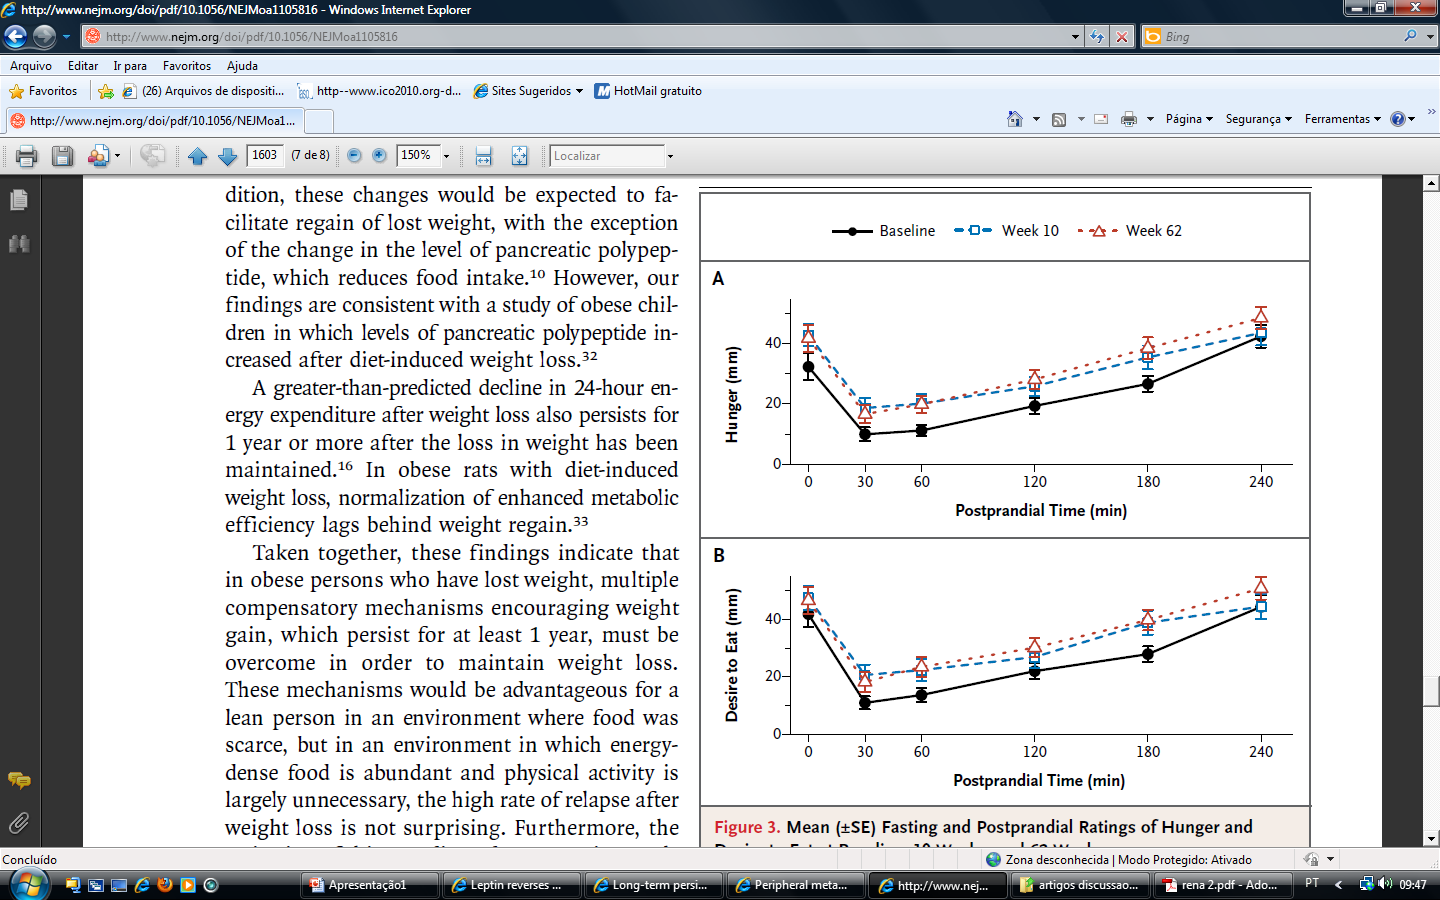 http://www.nejm.org/doi/pdf/10.1056/NEJMoa1105816 - Windows Internet Explorer
http://www.nejm.org/doi/pdf/10.1056/NEJMoa1105816
Bing
Arquivo Editar Ir para Favoritos Ajuda
Favoritos (26) Arquivos de dispositi... http--www.ico2010.org-d... Sites Sugeridos HotMail gratuito
http://www.nejm.org/doi/pdf/10.1056/NEJMoa1... Página Segurança Ferramentas
1603 (7 de 8) 150% Localizar
dition, these changes would be expected to fa-
cilitate regain of lost weight, with the exception
of the change in the level of pancreatic polypep-
tide, which reduces food intake.¹⁰ However, our
findings are consistent with a study of obese chil-
dren in which levels of pancreatic polypeptide in-
creased after diet-induced weight loss.³²
A greater-than-predicted decline in 24-hour en-
ergy expenditure after weight loss also persists for
1 year or more after the loss in weight has been
maintained.¹⁶ In obese rats with diet-induced
weight loss, normalization of enhanced metabolic
efficiency lags behind weight regain.³³
Taken together, these findings indicate that
in obese persons who have lost weight, multiple
compensatory mechanisms encouraging weight
gain, which persist for at least 1 year, must be
overcome in order to maintain weight loss.
These mechanisms would be advantageous for a
lean person in an environment where food was
scarce, but in an environment in which energy-
dense food is abundant and physical activity is
largely unnecessary, the high rate of relapse after
weight loss is not surprising. Furthermore, the
Baseline Week 10 Week 62
A
Hunger (mm)
40
20
0
0 30 60 120 180 240
Postprandial Time (min)
B
Desire to Eat (mm)
40
20
0
0 30 60 120 180 240
Postprandial Time (min)
Figure 3. Mean (±SE) Fasting and Postprandial Ratings of Hunger and
Concluído
Zona desconhecida | Modo Protegido: Ativado
Apresentação1 Leptin reverses ... Long-term persi... Peripheral meta... http://www.nej... artigos discussao... rena 2.pdf - Ado... PT 09:47